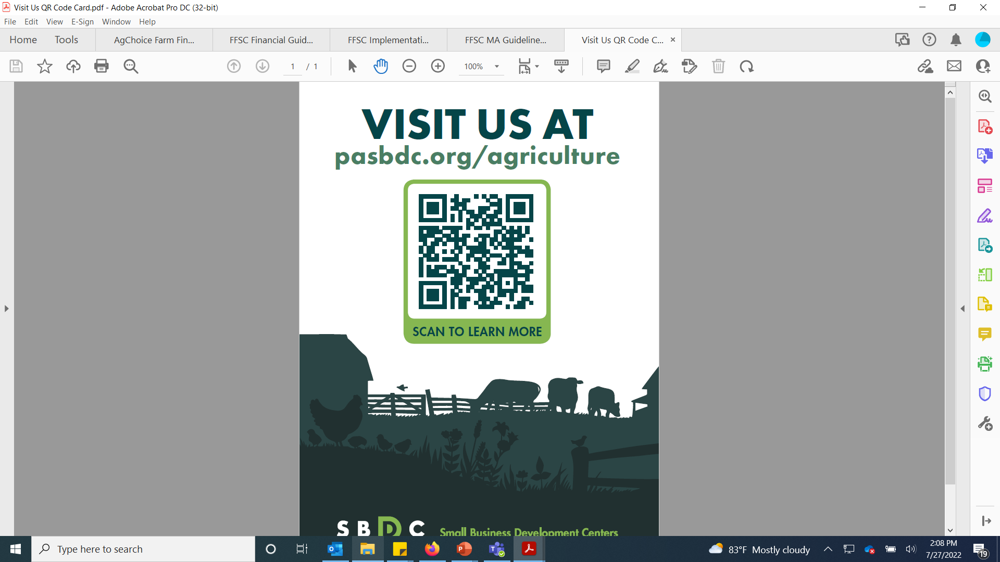 Visit Us QR Code Card.pdf - Adobe Acrobat Pro DC (32-bit)
File Edit View E-Sign Window Help
Home Tools AgChoice Farm Fin... FFSC Financial Guid... FFSC Implementati... FFSC MA Guideline... Visit Us QR Code C... ×
1 / 1 100%
VISIT US AT
pasbdc.org/agriculture
SCAN TO LEARN MORE
SBDC Small Business Development Centers
Type here to search
83°F Mostly cloudy
2:08 PM
7/27/2022
19